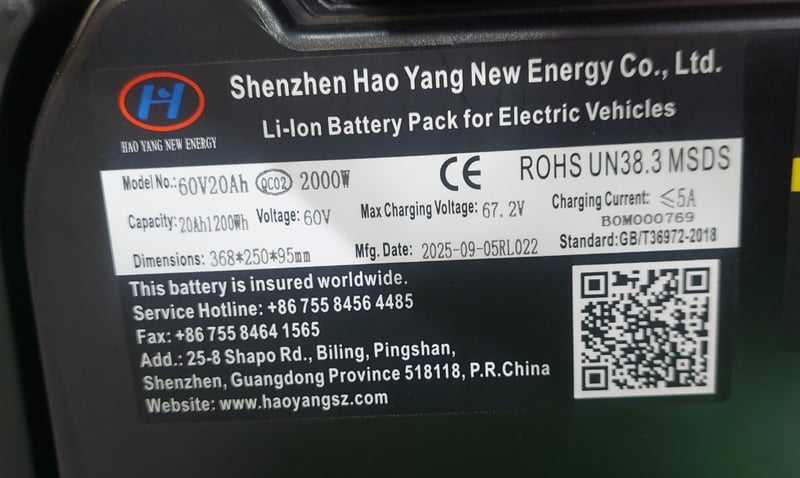 Shenzhen Hao Yang New Energy Co., Ltd.
HAO YANG NEW ENERGY
Li-Ion Battery Pack for Electric Vehicles
Model No.: 60V20Ah QC02 2000W
CE ROHS UN38.3 MSDS
Capacity: 20Ah1200Wh Voltage: 60V Max Charging Voltage: 67.2V Charging Current: ≤5A
BOM000769
Dimensions: 368*250*95mm Mfg. Date: 2025-09-05RL022 Standard:GB/T36972-2018
This battery is insured worldwide.
Service Hotline: +86 755 8456 4485
Fax: +86 755 8464 1565
Add.: 25-8 Shapo Rd., Biling, Pingshan,
Shenzhen, Guangdong Province 518118, P.R.China
Website: www.haoyangsz.com